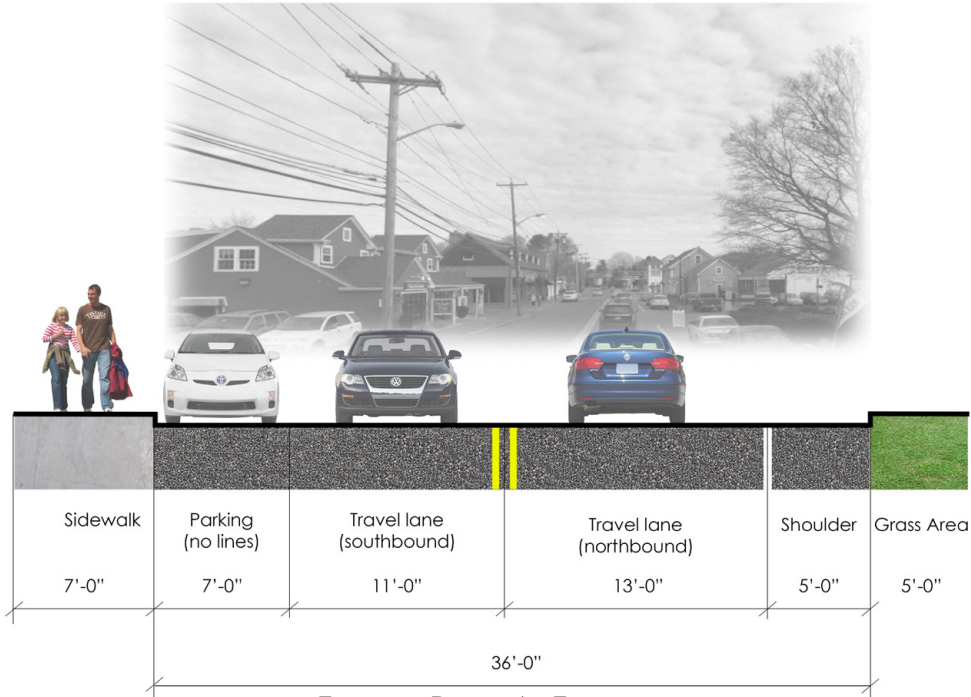 Sidewalk
Parking
(no lines)
Travel lane
(southbound)
Travel lane
(northbound)
Shoulder
Grass Area
7’-0”
7’-0”
11’-0”
13’-0”
5’-0”
5’-0”
36’-0”